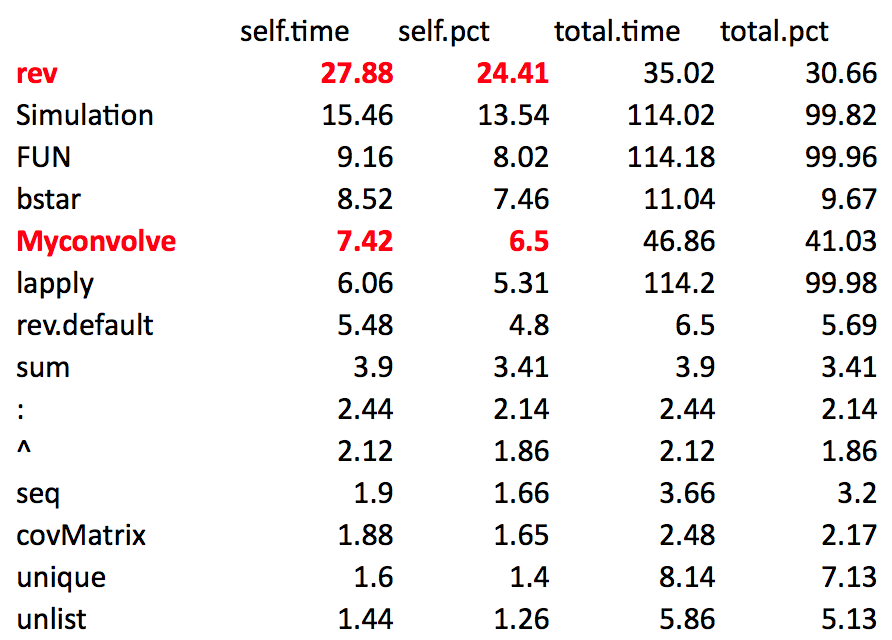 self.time self.pct total.time total.pct
rev 27.88 24.41 35.02 30.66
Simulation 15.46 13.54 114.02 99.82
FUN 9.16 8.02 114.18 99.96
bstar 8.52 7.46 11.04 9.67
Myconvolve 7.42 6.5 46.86 41.03
lapply 6.06 5.31 114.2 99.98
rev.default 5.48 4.8 6.5 5.69
sum 3.9 3.41 3.9 3.41
: 2.44 2.14 2.44 2.14
^ 2.12 1.86 2.12 1.86
seq 1.9 1.66 3.66 3.2
covMatrix 1.88 1.65 2.48 2.17
unique 1.6 1.4 8.14 7.13
unlist 1.44 1.26 5.86 5.13